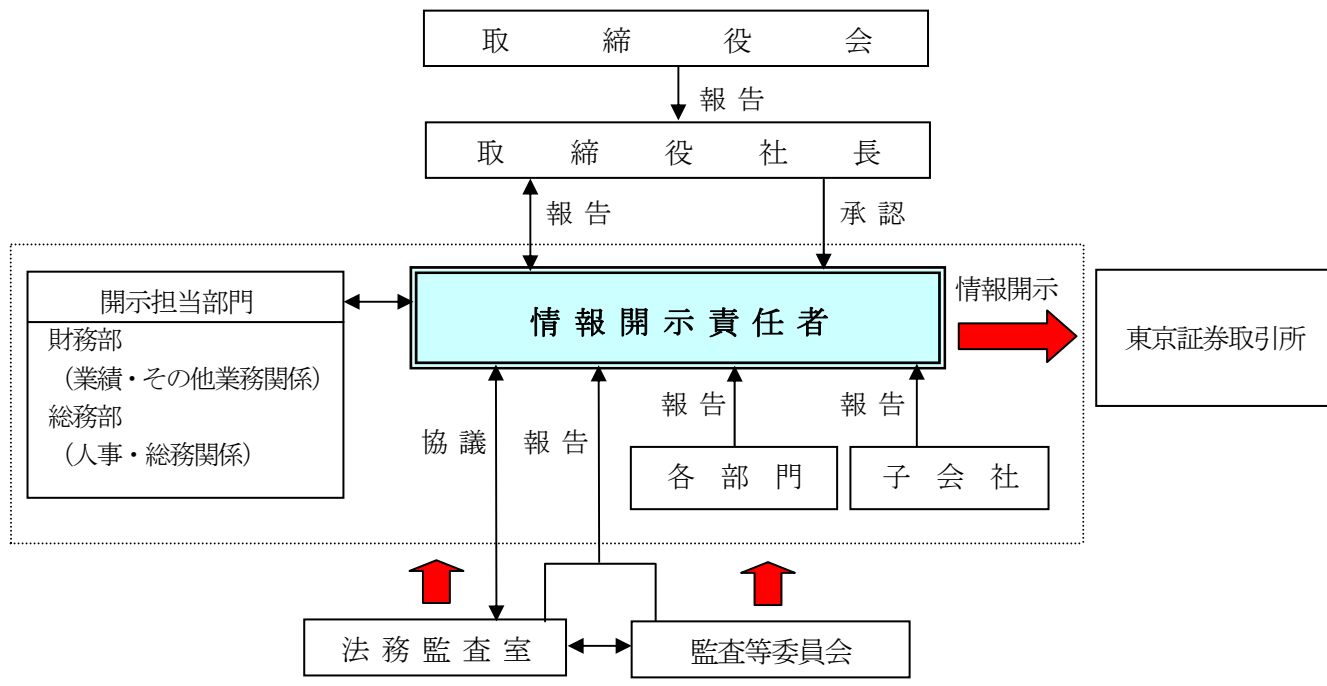 取締役会
報告
取締役社長
報告
承認
開示担当部門
財務部
（業績・その他業務関係）
総務部
（人事・総務関係）
情報開示責任者
情報開示
東京証券取引所
協議
報告
報告
報告
各部門
子会社
法務監査室
監査等委員会